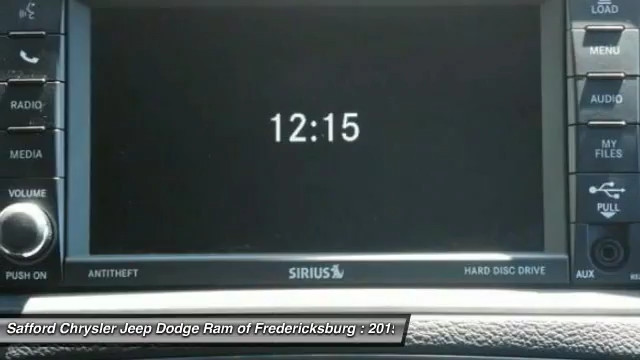 LOAD
MENU
RADIO
AUDIO
12:15
MEDIA
MY
FILES
VOLUME
PULL
PUSH ON
ANTITHEFT
SIRIUS
HARD DISC DRIVE
AUX
Safford Chrysler Jeep Dodge Ram of Fredericksburg : 201